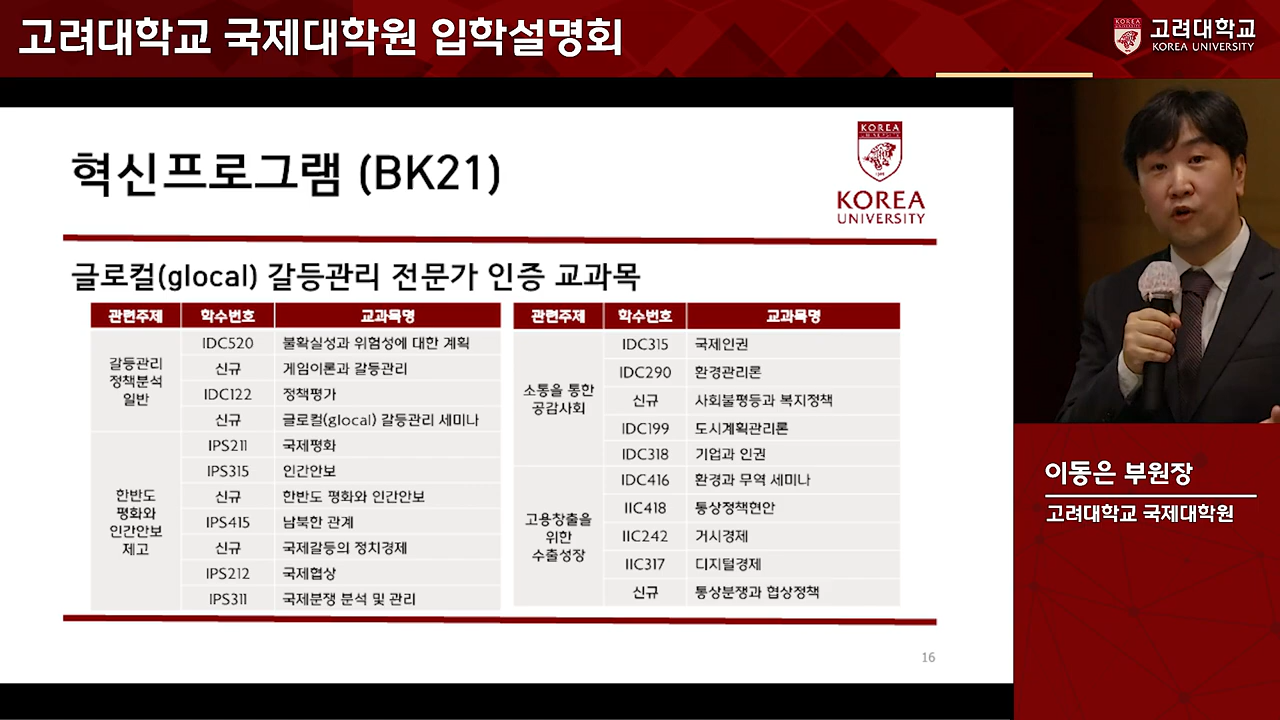 고려대학교 국제대학원 입학설명회
고려대학교
KOREA UNIVERSITY
혁신프로그램 (BK21)
KOREA
KOREA
UNIVERSITY
글로컬(glocal) 갈등관리 전문가 인증 교과목
관련주제 학수번호 교과목명
갈등관리
정책분석
일반
IDC520 불확실성과 위험성에 대한 계획
신규 게임이론과 갈등관리
IDC122 정책평가
신규 글로컬(glocal) 갈등관리 세미나
한반도
평화와
인간안보
제고
IPS211 국제평화
IPS315 인간안보
신규 한반도 평화와 인간안보
IPS415 남북한 관계
신규 국제갈등의 정치경제
IPS212 국제협상
IPS311 국제분쟁 분석 및 관리
관련주제 학수번호 교과목명
소통을 통한
공감사회
IDC315 국제인권
IDC290 환경관리론
신규 사회불평등과 복지정책
IDC199 도시계획관리론
IDC318 기업과 인권
고용창출을
위한
수출성장
IDC416 환경과 무역 세미나
IIC418 통상정책현안
IIC242 거시경제
IIC317 디지털경제
신규 통상분쟁과 협상정책
16
이동은 부원장
고려대학교 국제대학원